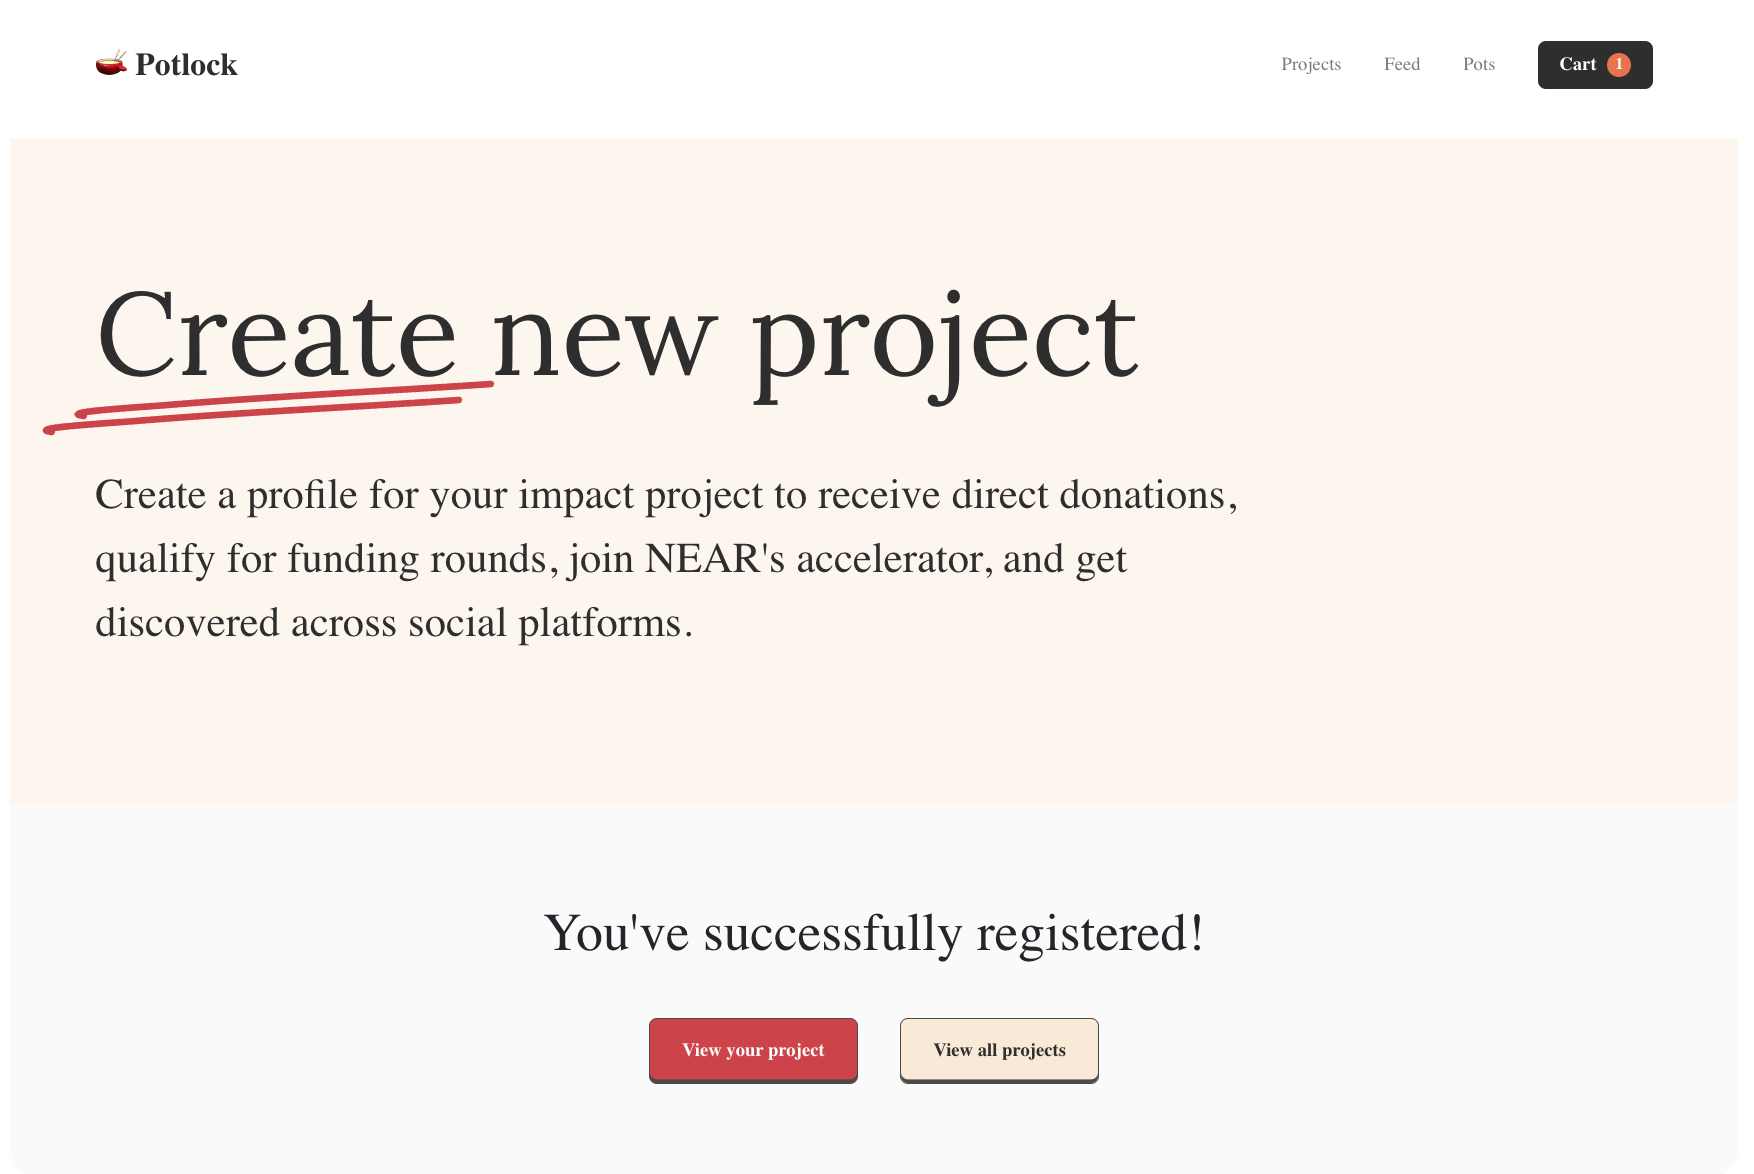 Potlock
Projects
Feed
Pots
Cart 1
Create new project
Create a profile for your impact project to receive direct donations,
qualify for funding rounds, join NEAR's accelerator, and get
discovered across social platforms.
You've successfully registered!
View your project
View all projects